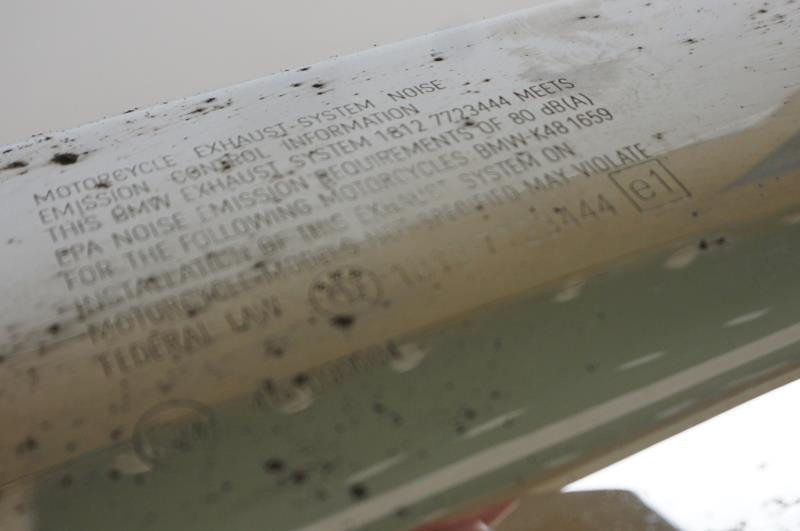 MOTORCYCLE EXHAUST-SYSTEM NOISE
EMISSION CONTROL INFORMATION
THIS BMW EXHAUST SYSTEM 1812 7723444 MEETS
EPA NOISE EMISSION REQUIREMENTS OF 80 dB(A)
FOR THE FOLLOWING MOTORCYCLES BMW-K48 1659
INSTALLATION OF THIS EXHAUST SYSTEM ON
MOTORCYCLE MODELS NOT SPECIFIED MAY VIOLATE
FEDERAL LAW
e1